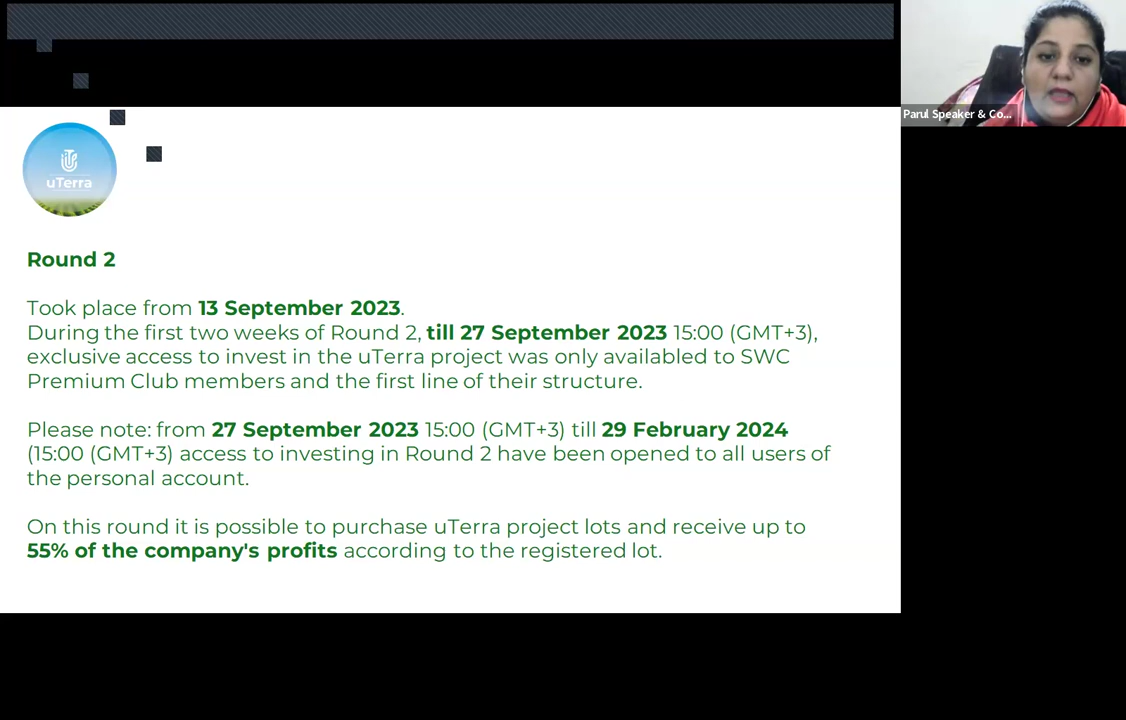 Parul Speaker & Co...
uTerra
Round 2
Took place from 13 September 2023.
During the first two weeks of Round 2, till 27 September 2023 15:00 (GMT+3),
exclusive access to invest in the uTerra project was only availabled to SWC
Premium Club members and the first line of their structure.
Please note: from 27 September 2023 15:00 (GMT+3) till 29 February 2024
(15:00 (GMT+3) access to investing in Round 2 have been opened to all users of
the personal account.
On this round it is possible to purchase uTerra project lots and receive up to
55% of the company's profits according to the registered lot.